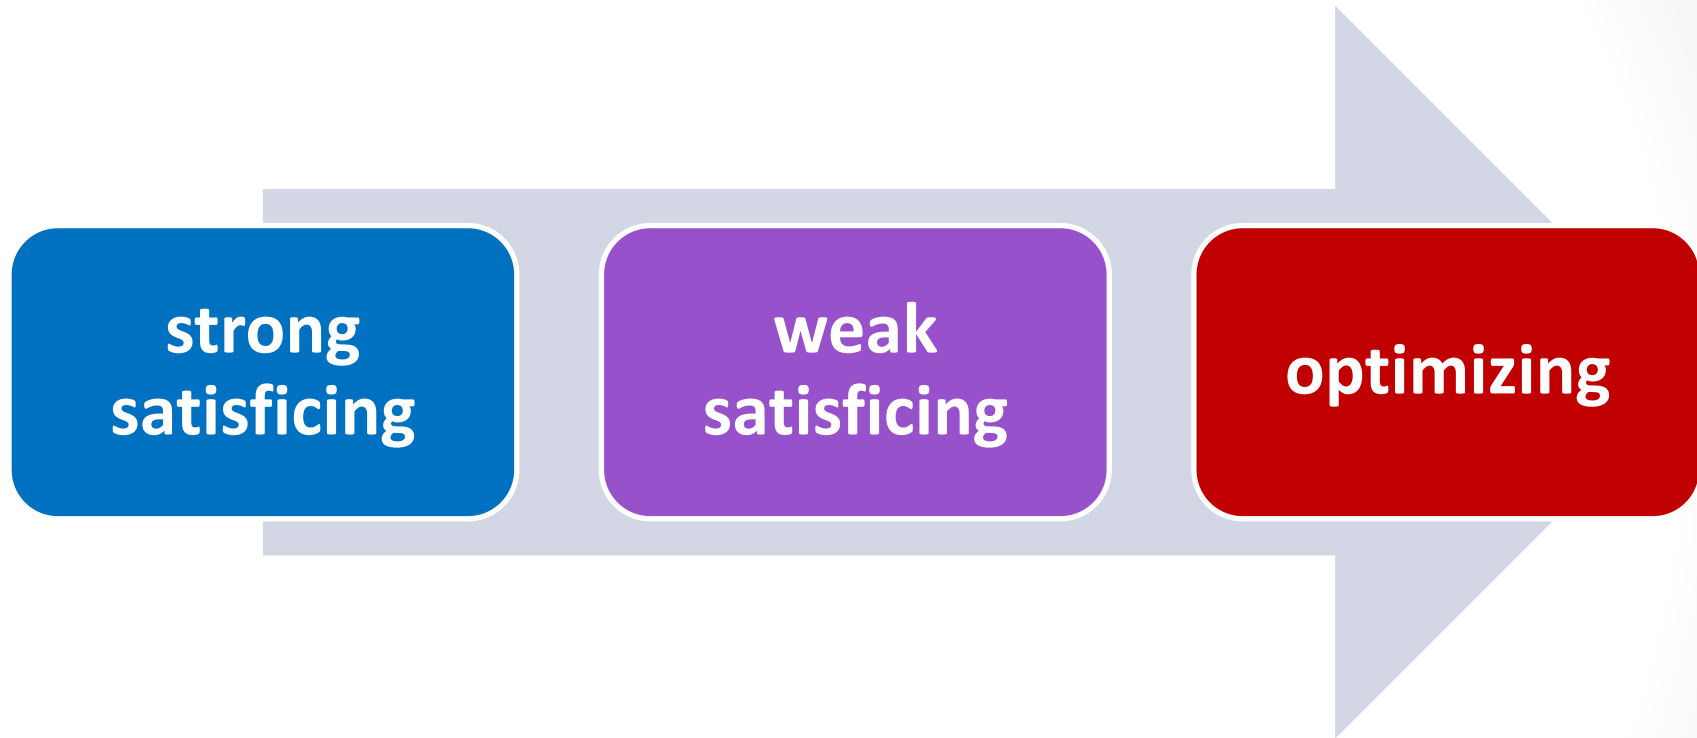 strong
satisficing
weak
satisficing
optimizing